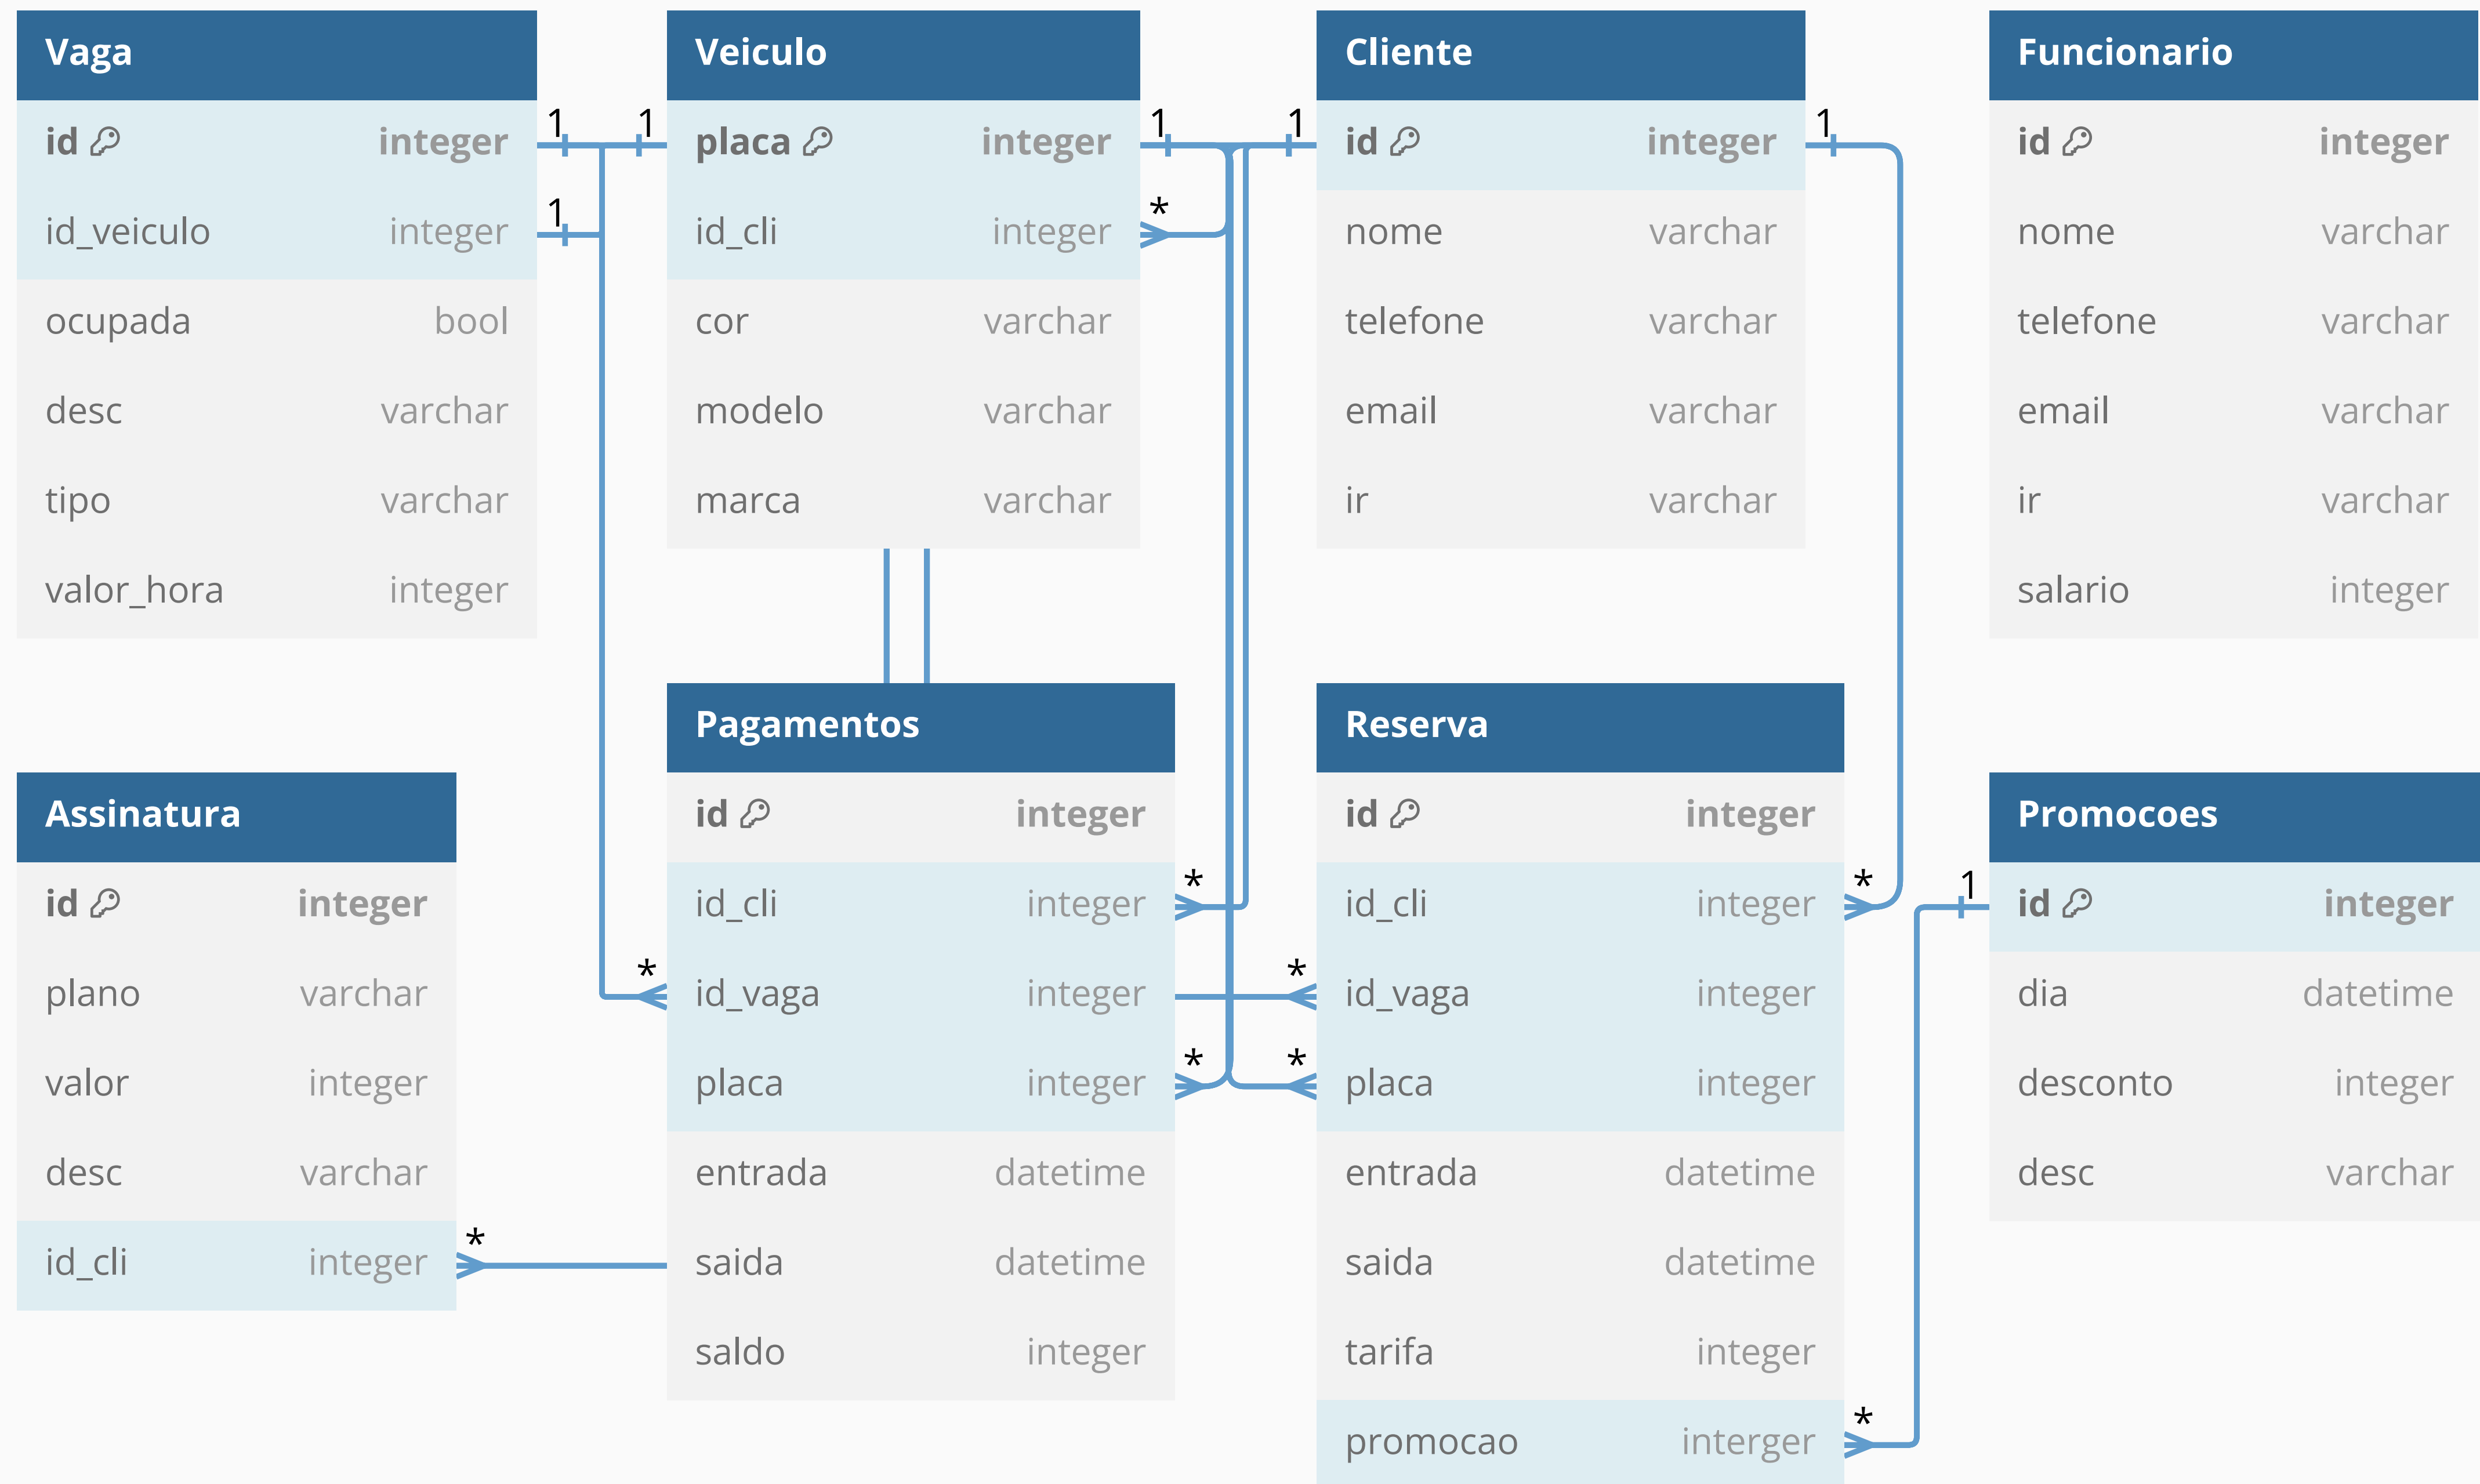 Vaga
id integer
id_veiculo integer
ocupada bool
desc varchar
tipo varchar
valor_hora integer
1
1
1
Veiculo
placa integer
id_cli integer
cor varchar
modelo varchar
marca varchar
1
*
1
Cliente
id integer
nome varchar
telefone varchar
email varchar
ir varchar
1
Funcionario
id integer
nome varchar
telefone varchar
email varchar
ir varchar
salario integer
Assinatura
id integer
plano varchar
valor integer
desc varchar
id_cli integer
*
*
Pagamentos
id integer
id_cli integer
id_vaga integer
placa integer
entrada datetime
saida datetime
saldo integer
*
*
*
*
Reserva
id integer
id_cli integer
id_vaga integer
placa integer
entrada datetime
saida datetime
tarifa integer
promocao interger
*
*
1
Promocoes
id integer
dia datetime
desconto integer
desc varchar